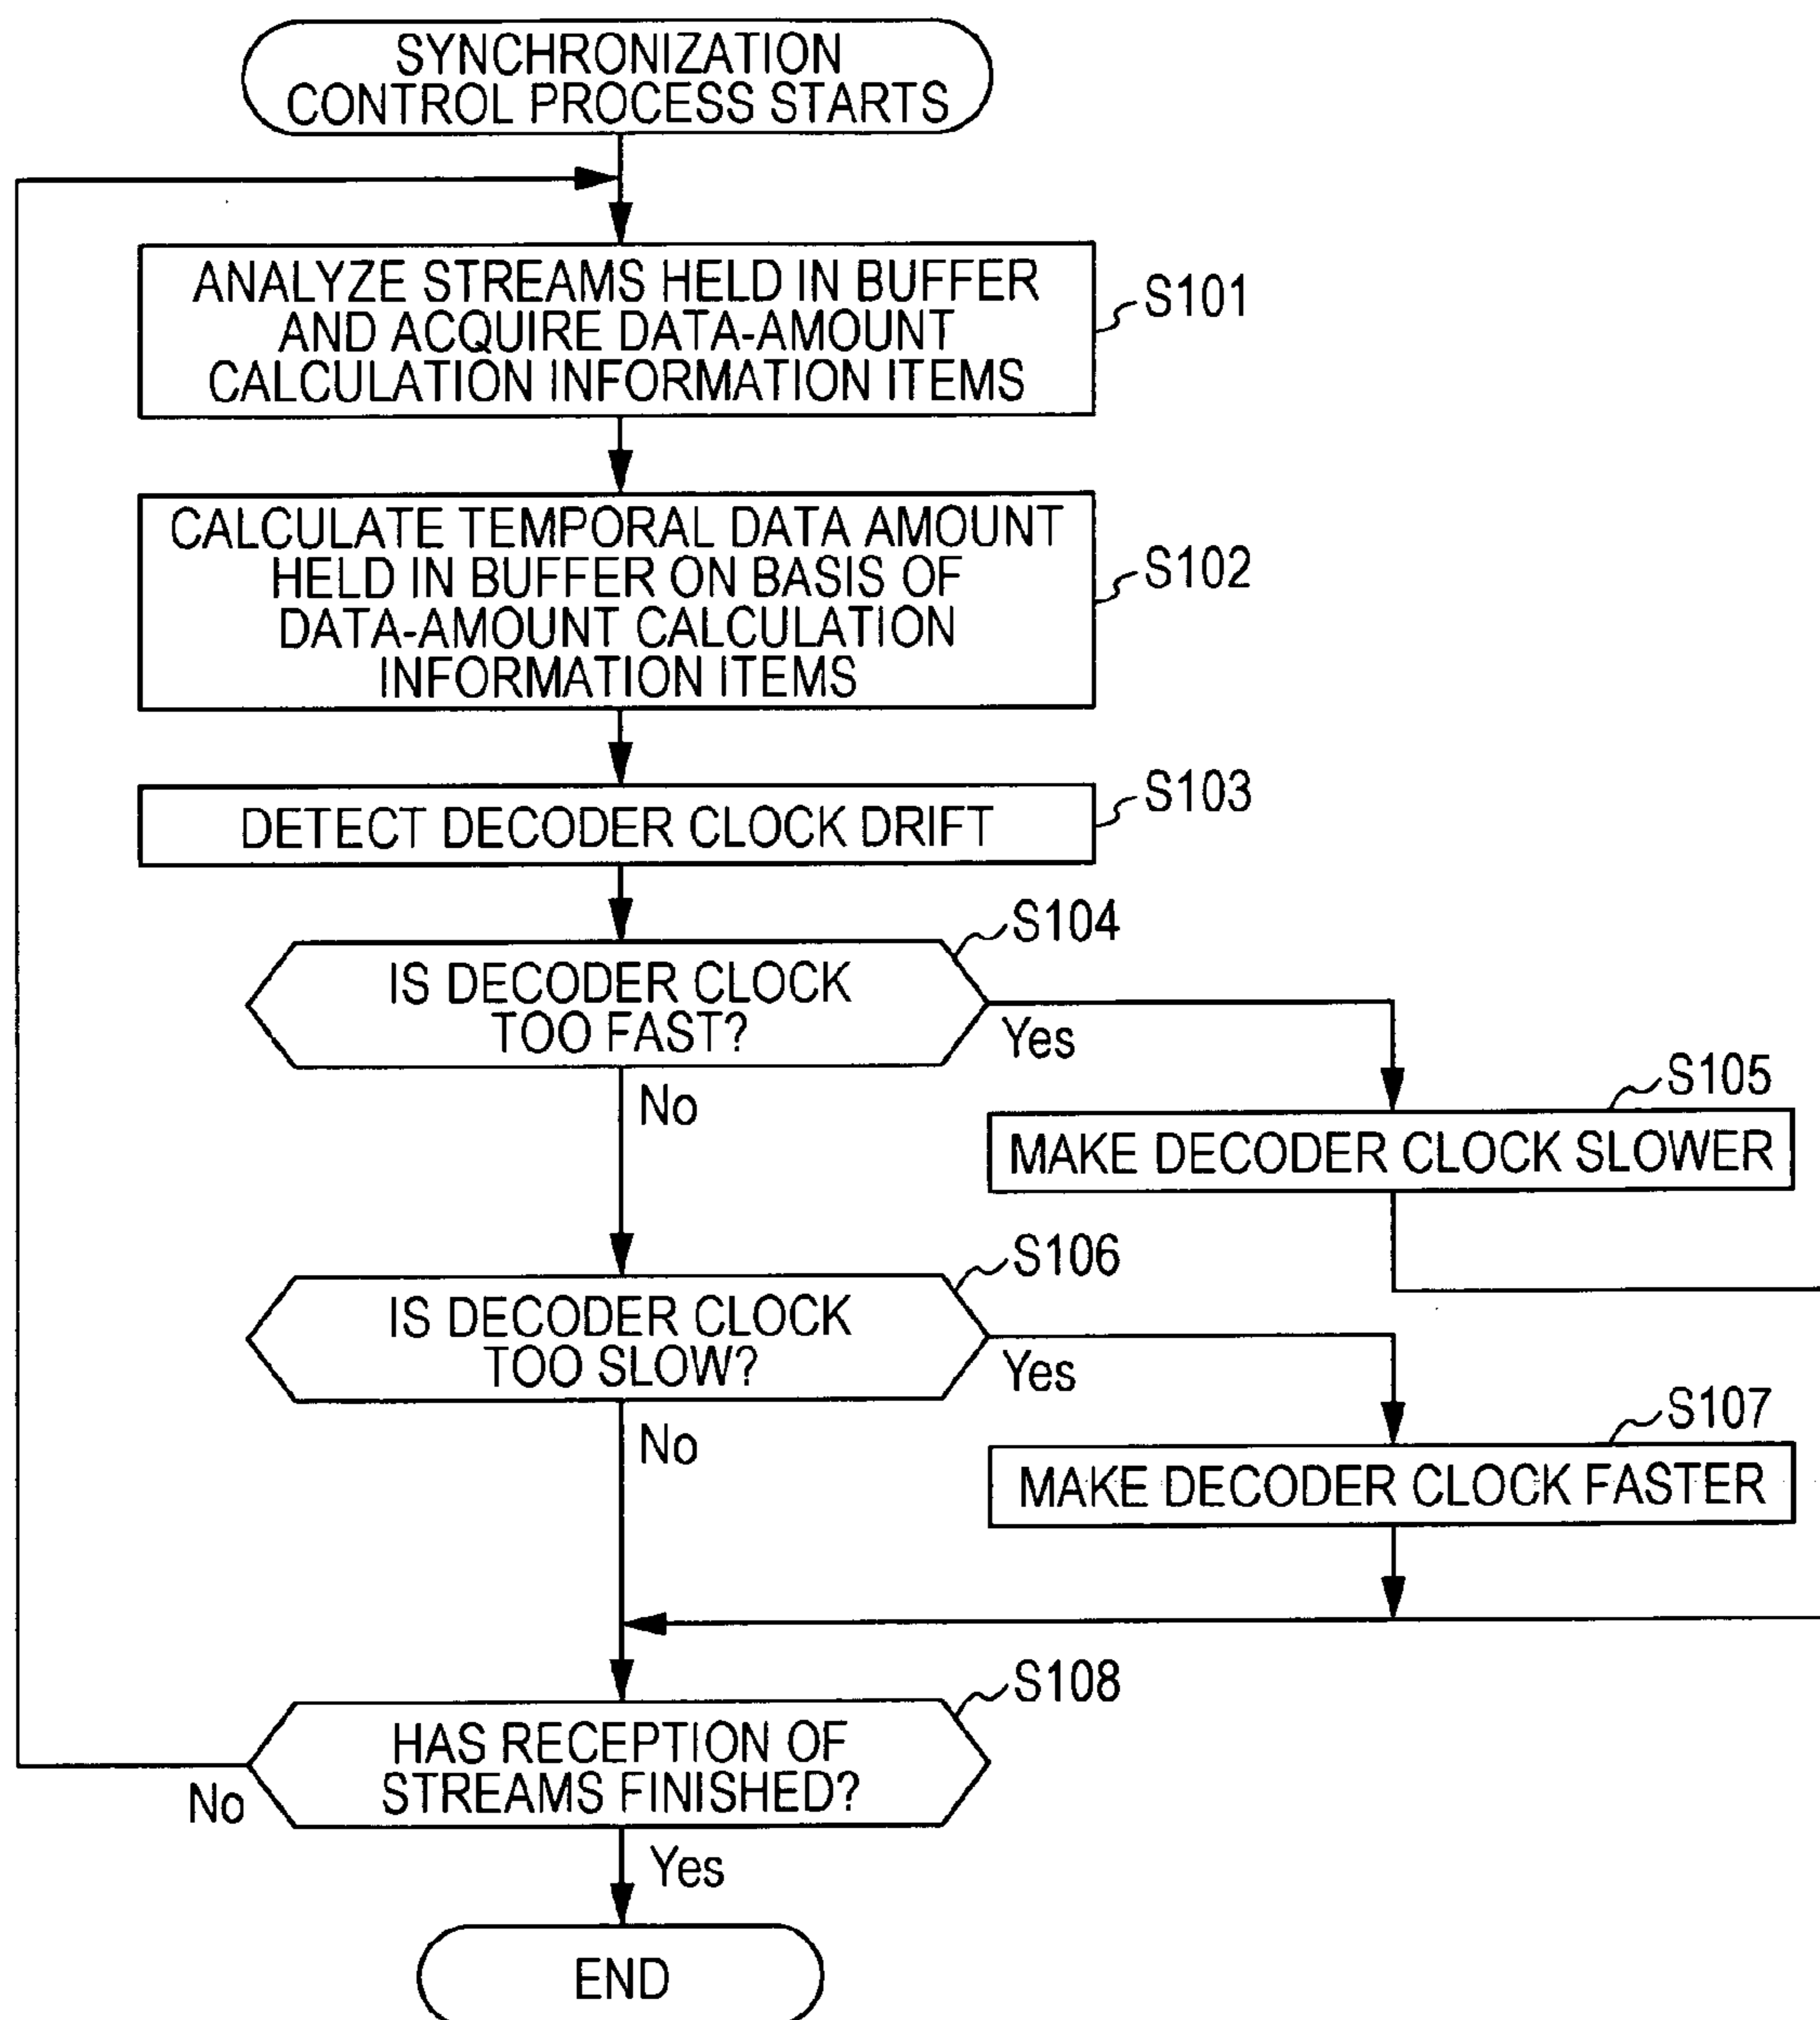 SYNCHRONIZATION
CONTROL PROCESS STARTS
ANALYZE STREAMS HELD IN BUFFER
AND ACQUIRE DATA-AMOUNT
CALCULATION INFORMATION ITEMS
S101
CALCULATE TEMPORAL DATA AMOUNT
HELD IN BUFFER ON BASIS OF
DATA-AMOUNT CALCULATION
INFORMATION ITEMS
S102
DETECT DECODER CLOCK DRIFT
S103
S104
IS DECODER CLOCK
TOO FAST?
Yes
No
S105
MAKE DECODER CLOCK SLOWER
S106
IS DECODER CLOCK
TOO SLOW?
Yes
No
S107
MAKE DECODER CLOCK FASTER
S108
HAS RECEPTION OF
STREAMS FINISHED?
No
Yes
END